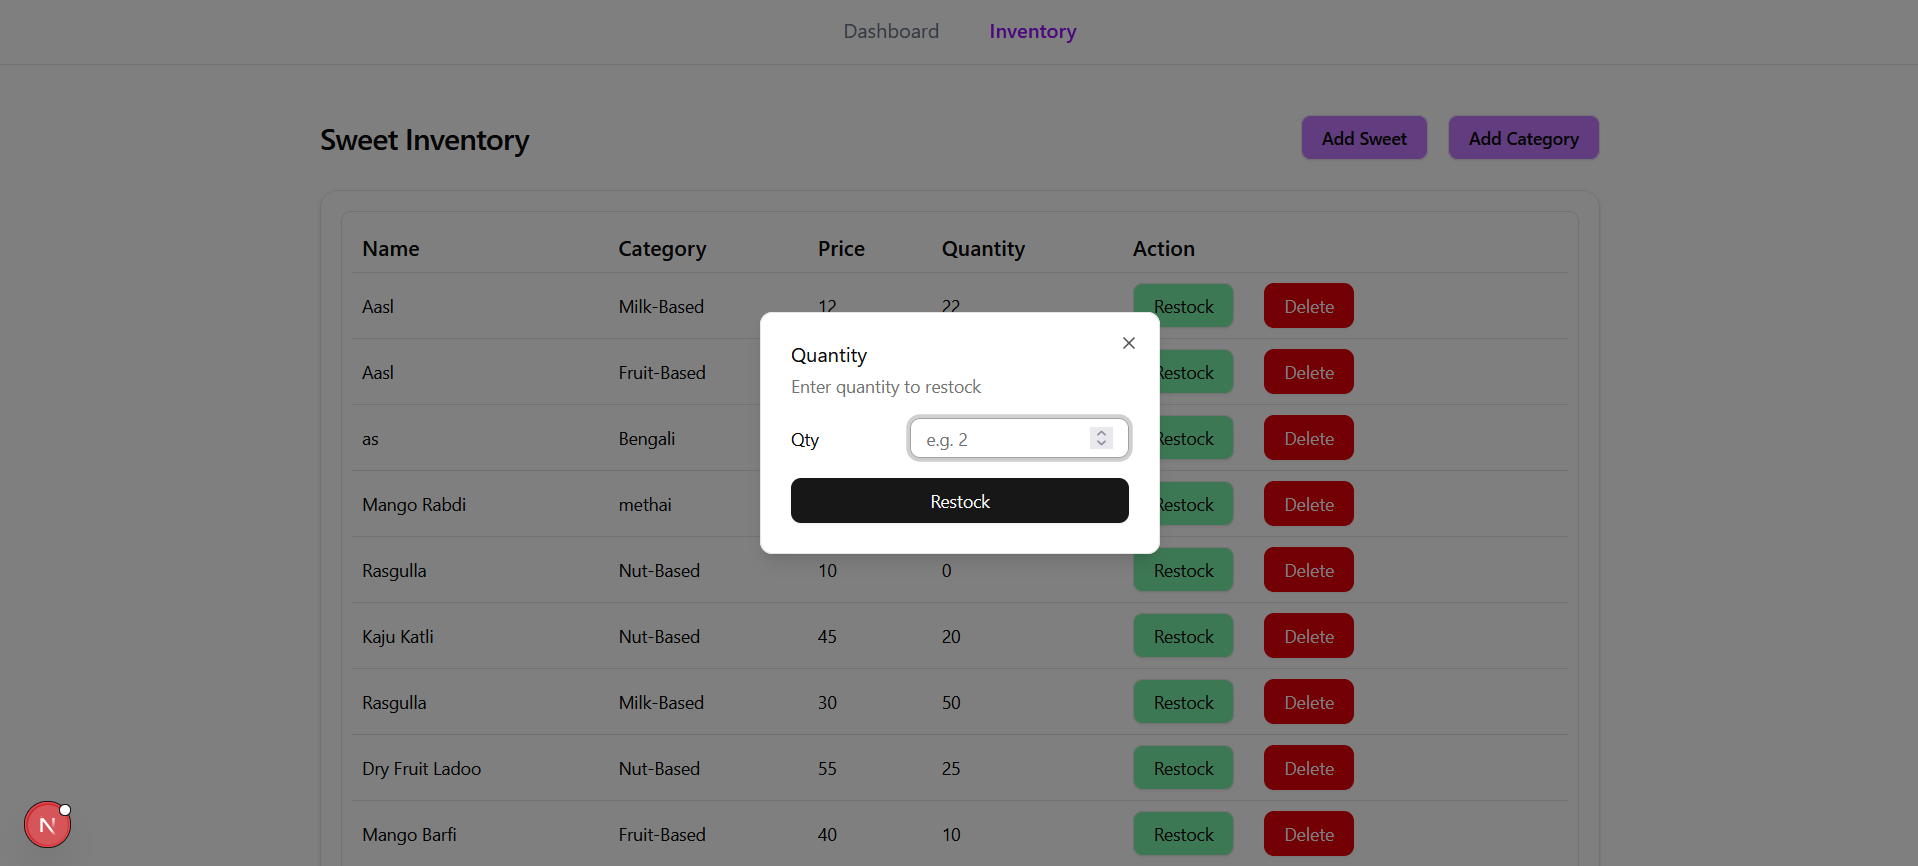 Dashboard Inventory
Sweet Inventory Add Sweet Add Category
Name Category Price Quantity Action
Aasl Milk-Based 12 22 Restock Delete
Aasl Fruit-Based Restock Delete
as Bengali Restock Delete
Mango Rabdi methai Restock Delete
Rasgulla Nut-Based 10 0 Restock Delete
Kaju Katli Nut-Based 45 20 Restock Delete
Rasgulla Milk-Based 30 50 Restock Delete
Dry Fruit Ladoo Nut-Based 55 25 Restock Delete
Mango Barfi Fruit-Based 40 10 Restock Delete
Quantity
Enter quantity to restock
Qty e.g. 2
Restock
N